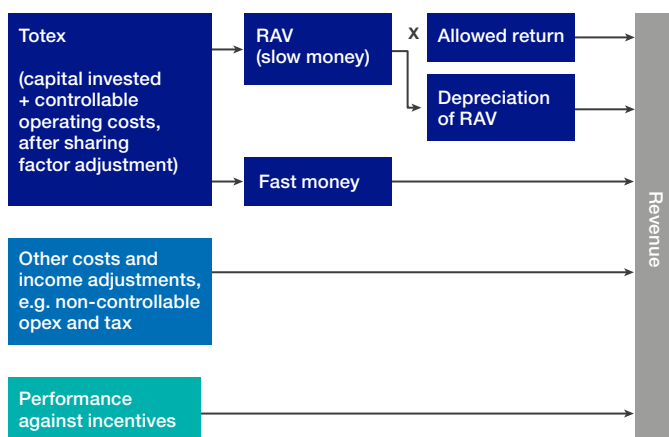 Totex
(capital invested
+ controllable
operating costs,
after sharing
factor adjustment)
RAV
(slow money)
X
Allowed return
Depreciation
of RAV
Fast money
Other costs and
income adjustments,
e.g. non-controllable
opex and tax
Performance
against incentives
Revenue